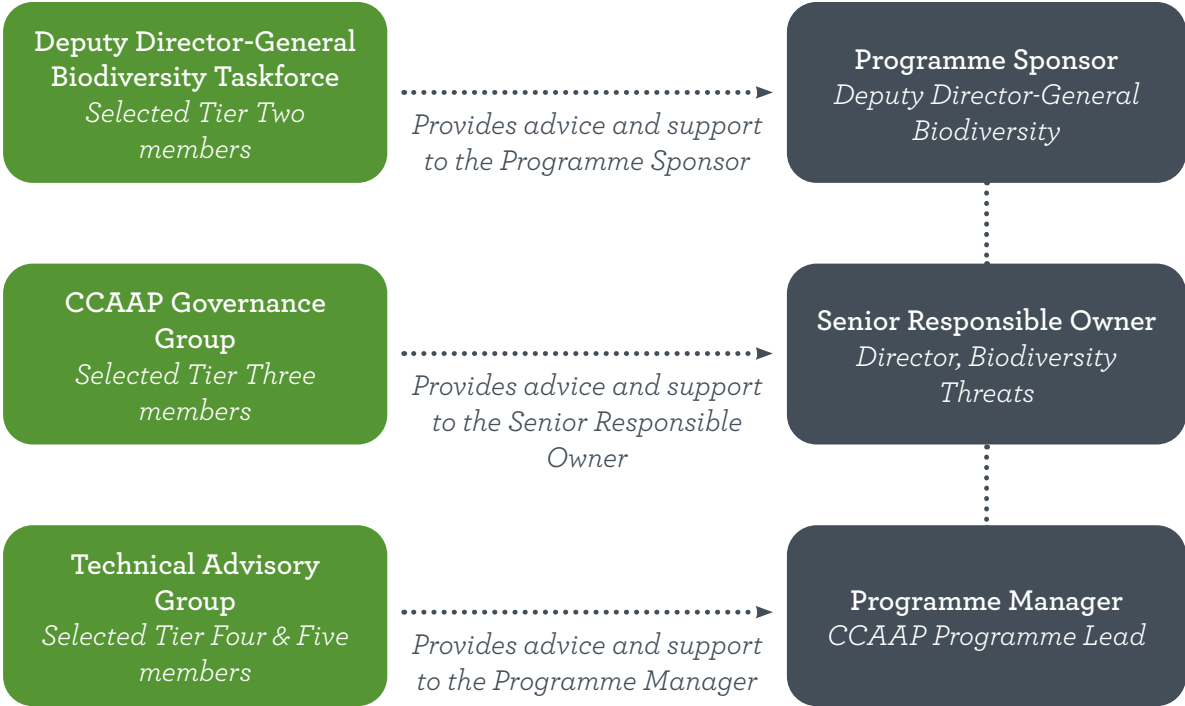 Deputy Director-General
Biodiversity Taskforce
Selected Tier Two
members
Provides advice and support
to the Programme Sponsor
Programme Sponsor
Deputy Director-General
Biodiversity
CCAAP Governance
Group
Selected Tier Three
members
Provides advice and support
to the Senior Responsible
Owner
Senior Responsible Owner
Director, Biodiversity
Threats
Technical Advisory
Group
Selected Tier Four & Five
members
Provides advice and support
to the Programme Manager
Programme Manager
CCAAP Programme Lead